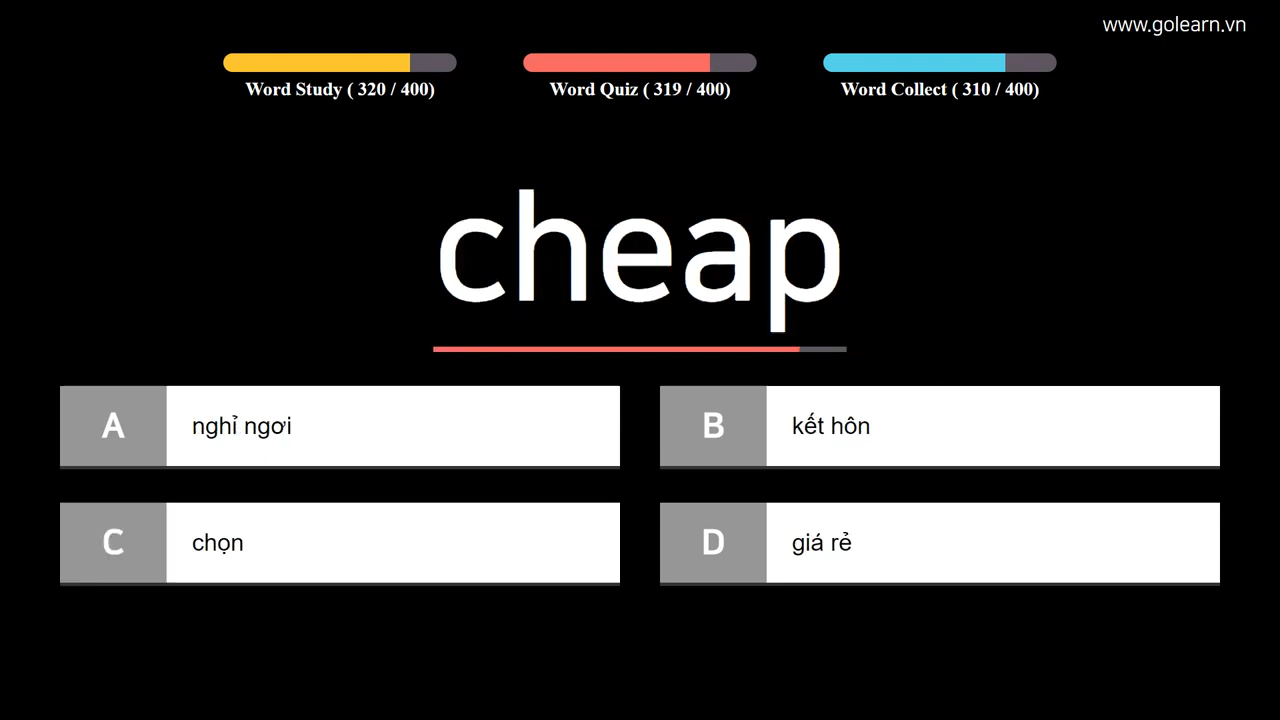 www.golearn.vn
Word Study ( 320 / 400)
Word Quiz ( 319 / 400)
Word Collect ( 310 / 400)
cheap
A nghỉ ngơi
B kết hôn
C chọn
D giá rẻ